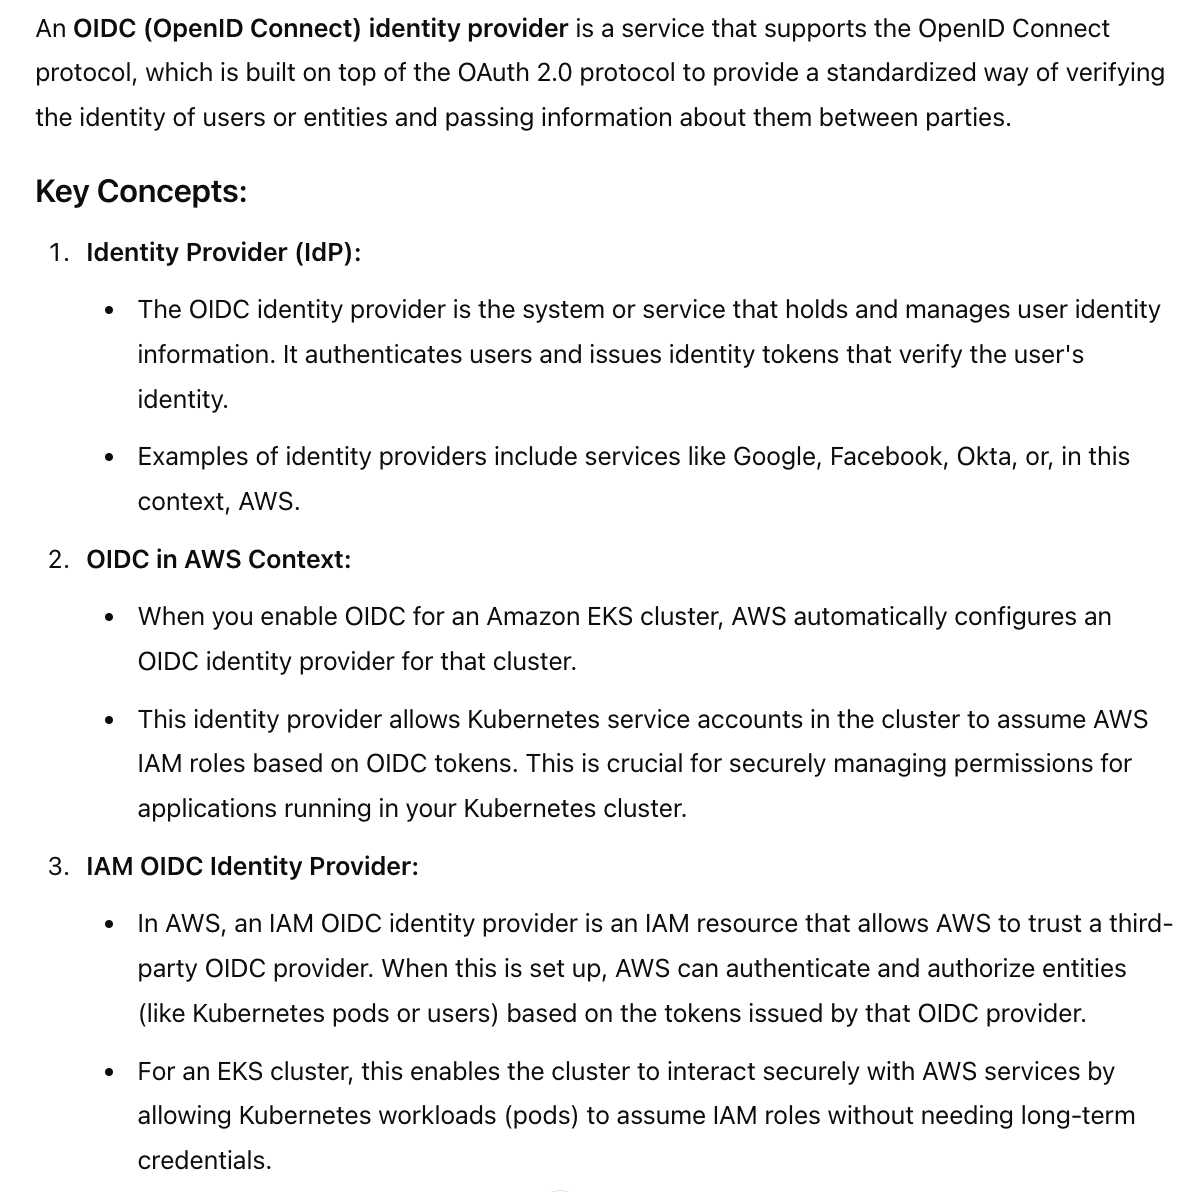 An OIDC (OpenID Connect) identity provider is a service that supports the OpenID Connect
protocol, which is built on top of the OAuth 2.0 protocol to provide a standardized way of verifying
the identity of users or entities and passing information about them between parties.
Key Concepts:
1. Identity Provider (IdP):
• The OIDC identity provider is the system or service that holds and manages user identity
information. It authenticates users and issues identity tokens that verify the user's
identity.
• Examples of identity providers include services like Google, Facebook, Okta, or, in this
context, AWS.
2. OIDC in AWS Context:
• When you enable OIDC for an Amazon EKS cluster, AWS automatically configures an
OIDC identity provider for that cluster.
• This identity provider allows Kubernetes service accounts in the cluster to assume AWS
IAM roles based on OIDC tokens. This is crucial for securely managing permissions for
applications running in your Kubernetes cluster.
3. IAM OIDC Identity Provider:
• In AWS, an IAM OIDC identity provider is an IAM resource that allows AWS to trust a third-
party OIDC provider. When this is set up, AWS can authenticate and authorize entities
(like Kubernetes pods or users) based on the tokens issued by that OIDC provider.
• For an EKS cluster, this enables the cluster to interact securely with AWS services by
allowing Kubernetes workloads (pods) to assume IAM roles without needing long-term
credentials.